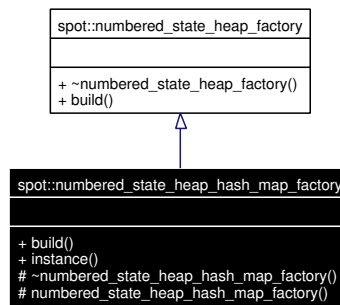 spot::numbered_state_heap_factory
+ ~numbered_state_heap_factory()
+ build()
spot::numbered_state_heap_hash_map_factory
+ build()
+ instance()
# ~numbered_state_heap_hash_map_factory()
# numbered_state_heap_hash_map_factory()